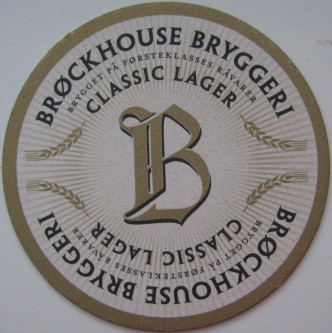 BRØCKHOUSE BRYGGERI
BRYGGET PÅ FØRSTEKLASSES RÅVARER
CLASSIC LAGER
B
CLASSIC LAGER
BRYGGET PÅ FØRSTEKLASSES RÅVARER
BRØCKHOUSE BRYGGERI